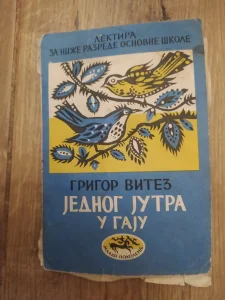 ЛЕКТИРА
ЗА НИЖЕ РАЗРЕДЕ ОСНОВНЕ ШКОЛЕ
ГРИГОР ВИТЕЗ
ЈЕДНОГ ЈУТРА
У ГАЈУ